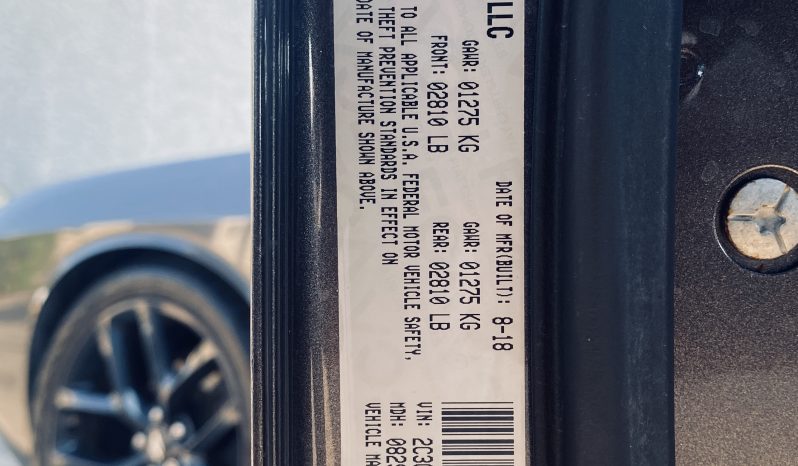 LLC
DATE OF MFR(BUILT): 8-18
GAWR: 01275 KG GAWR: 01275 KG
FRONT: 02810 LB REAR: 02810 LB
TO ALL APPLICABLE U.S.A. FEDERAL MOTOR VEHICLE SAFETY,
THEFT PREVENTION STANDARDS IN EFFECT ON
DATE OF MANUFACTURE SHOWN ABOVE.
VIN: 2C3
MDH: 082
VEHICLE